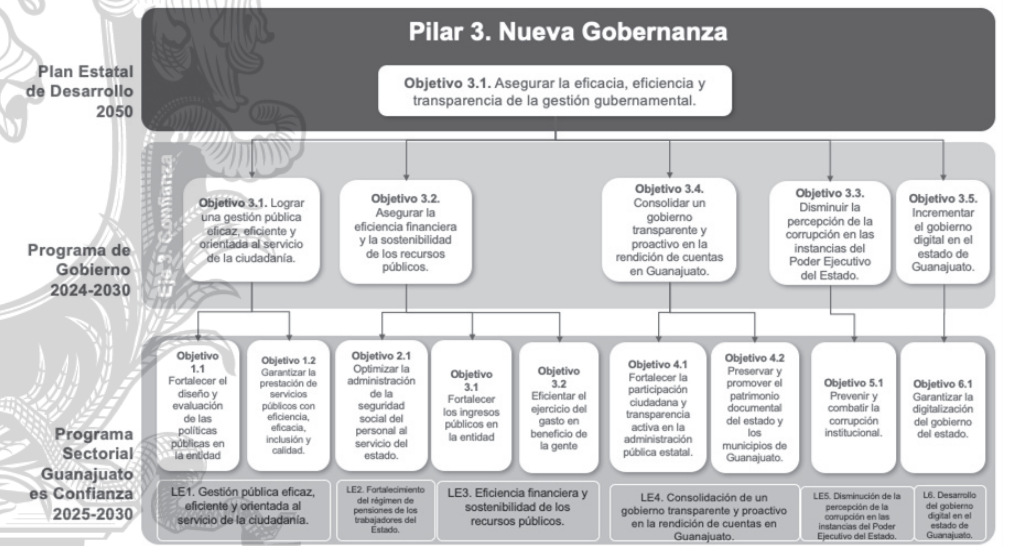 Pilar 3. Nueva Gobernanza
Plan Estatal
de Desarrollo
2050
Objetivo 3.1. Asegurar la eficacia, eficiencia y
transparencia de la gestión gubernamental.
Programa de
Gobierno
2024-2030
Eje 3 Confianza
Objetivo 3.1. Lograr
una gestión pública
eficaz, eficiente y
orientada al servicio
de la ciudadanía.
Objetivo 3.2.
Asegurar la
eficiencia financiera
y la sostenibilidad
de los recursos
públicos.
Objetivo 3.4.
Consolidar un
gobierno
transparente y
proactivo en la
rendición de cuentas
en Guanajuato.
Objetivo 3.3.
Disminuir la
percepción de la
corrupción en las
instancias del
Poder Ejecutivo
del Estado.
Objetivo 3.5.
Incrementar
el gobierno
digital en el
estado de
Guanajuato.
Programa
Sectorial
Guanajuato
es Confianza
2025-2030
Objetivo
1.1
Fortalecer el
diseño y
evaluación
de las
políticas
públicas en
la entidad
Objetivo 1.2
Garantizar la
prestación de
servicios
públicos con
eficiencia,
eficacia,
inclusión y
calidad.
Objetivo 2.1
Optimizar la
administración
de la
seguridad
social del
personal al
servicio del
estado.
Objetivo
3.1
Fortalecer
los ingresos
públicos en
la entidad
Objetivo
3.2
Eficientar el
ejercicio del
gasto en
beneficio de
la gente
Objetivo 4.1
Fortalecer la
participación
ciudadana y
transparencia
activa en la
administración
pública estatal.
Objetivo 4.2
Preservar y
promover el
patrimonio
documental
del estado y
los
municipios de
Guanajuato.
Objetivo 5.1
Prevenir y
combatir la
corrupción
institucional.
Objetivo 6.1
Garantizar la
digitalización
del gobierno
del estado.
LE1. Gestión pública eficaz,
eficiente y orientada al
servicio de la ciudadanía.
LE2. Fortalecimiento
del régimen de
pensiones de los
trabajadores del
Estado.
LE3. Eficiencia financiera y
sostenibilidad de los
recursos públicos.
LE4. Consolidación de un
gobierno transparente y proactivo
en la rendición de cuentas en
Guanajuato.
LE5. Disminución de la
percepción de la
corrupción en las
instancias del Poder
Ejecutivo del Estado.
L6. Desarrollo
del gobierno
digital en el
estado de
Guanajuato.